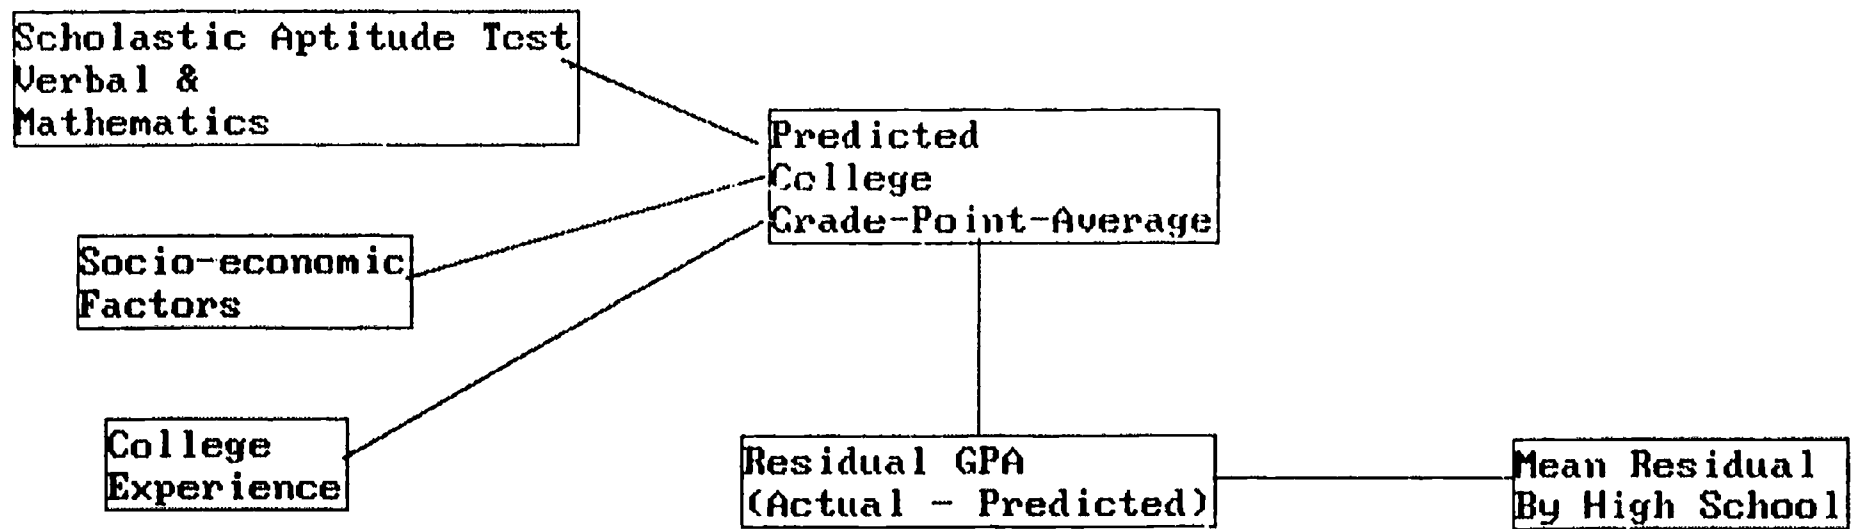 Scholastic Aptitude Test
Verbal &
Mathematics
Predicted
College
Grade-Point-Average
Socio-economic
Factors
College
Experience
Residual GPA
(Actual - Predicted)
Mean Residual
By High School